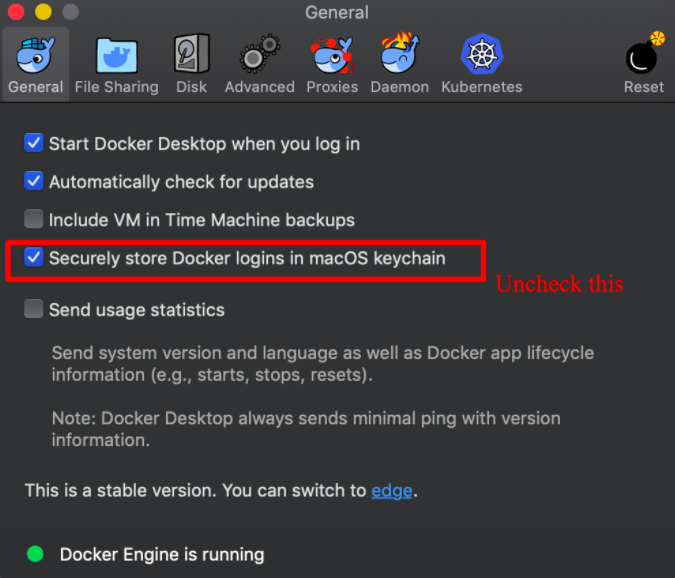 General
General File Sharing Disk Advanced Proxies Daemon Kubernetes Reset
Start Docker Desktop when you log in
Automatically check for updates
Include VM in Time Machine backups
Securely store Docker logins in macOS keychain
Uncheck this
Send usage statistics
Send system version and language as well as Docker app lifecycle
information (e.g., starts, stops, resets).
Note: Docker Desktop always sends minimal ping with version
information.
This is a stable version. You can switch to edge.
Docker Engine is running